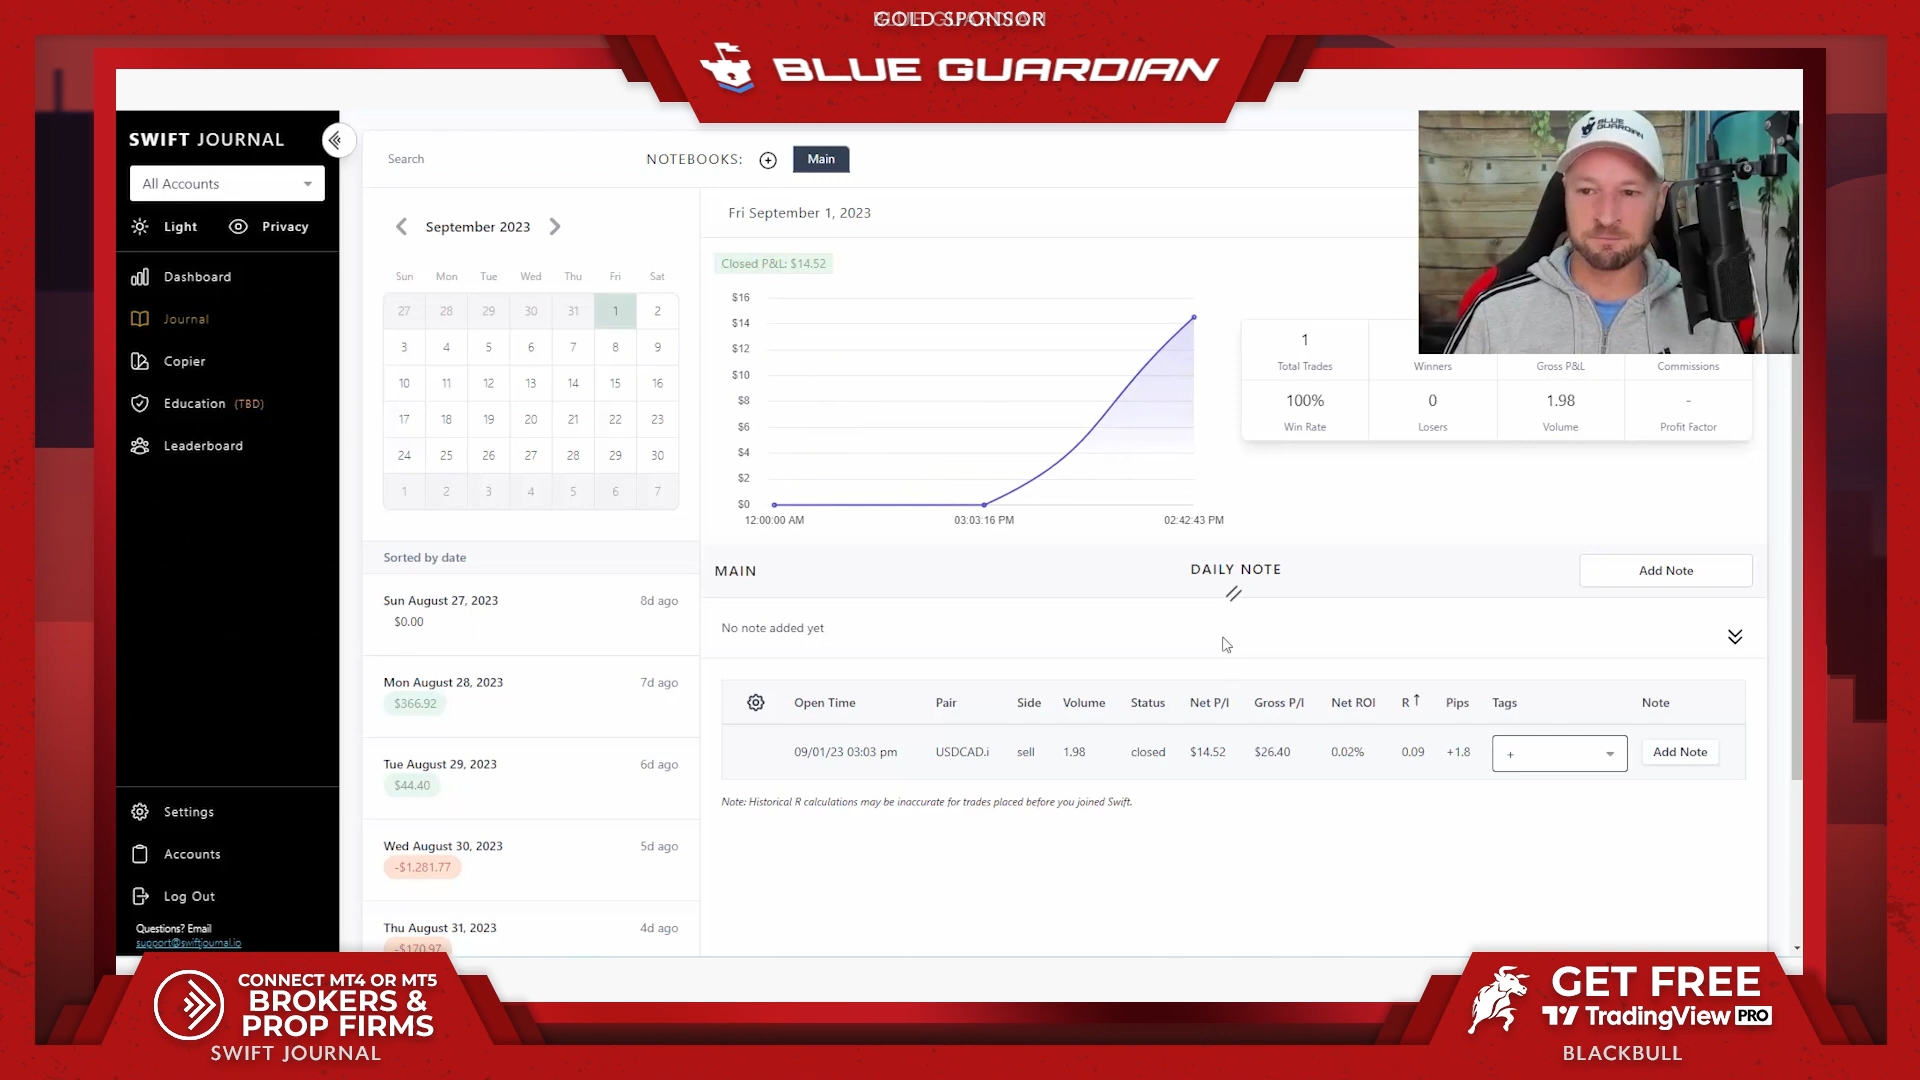 GOLD SPONSOR
BLUE GUARDIAN
SWIFT JOURNAL
All Accounts
Light
Privacy
Dashboard
Journal
Copier
Education (TBD)
Leaderboard
Settings
Accounts
Log Out
Questions? Email
support@swiftjournal.io
Search
NOTEBOOKS:
Main
September 2023
Sun Mon Tue Wed Thu Fri Sat
27 28 29 30 31 1 2
3 4 5 6 7 8 9
10 11 12 13 14 15 16
17 18 19 20 21 22 23
24 25 26 27 28 29 30
1 2 3 4 5 6 7
Sorted by date
Sun August 27, 2023 8d ago
$0.00
Mon August 28, 2023 7d ago
$366.92
Tue August 29, 2023 6d ago
$44.40
Wed August 30, 2023 5d ago
-$1,281.77
Thu August 31, 2023 4d ago
-$170.97
Fri September 1, 2023
Closed P&L: $14.52
$16
$14
$12
$10
$8
$6
$4
$2
$0
12:00:00 AM 03:03:16 PM 02:42:43 PM
BLUE
GUARDIAN
1
Total Trades Winners Gross P&L Commissions
100% 0 1.98 -
Win Rate Losers Volume Profit Factor
MAIN
DAILY NOTE
Add Note
No note added yet
Open Time Pair Side Volume Status Net P/l Gross P/l Net ROI R Pips Tags Note
09/01/23 03:03 pm USDCAD.i sell 1.98 closed $14.52 $26.40 0.02% 0.09 +1.8 + Add Note
Note: Historical R calculations may be inaccurate for trades placed before you joined Swift.
CONNECT MT4 OR MT5
BROKERS &
PROP FIRMS
SWIFT JOURNAL
GET FREE
TradingView PRO
BLACKBULL